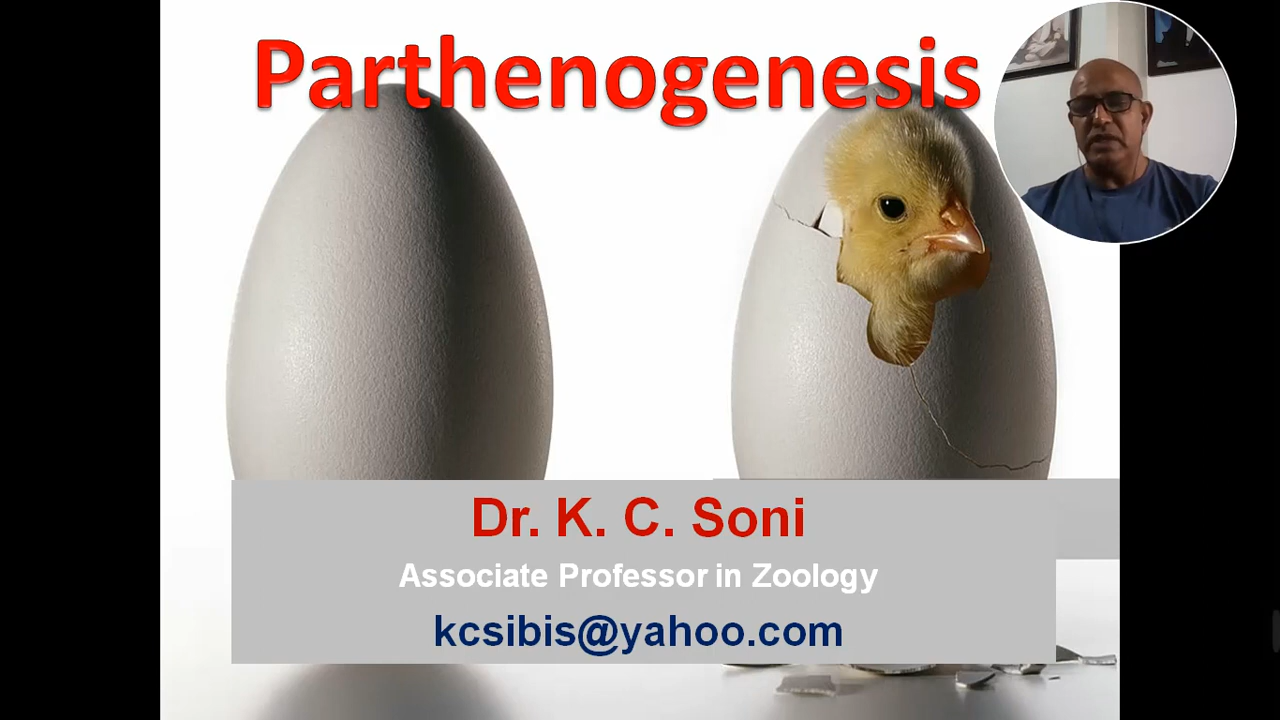 Parthenogenesis
Dr. K. C. Soni
Associate Professor in Zoology
kcsibis@yahoo.com